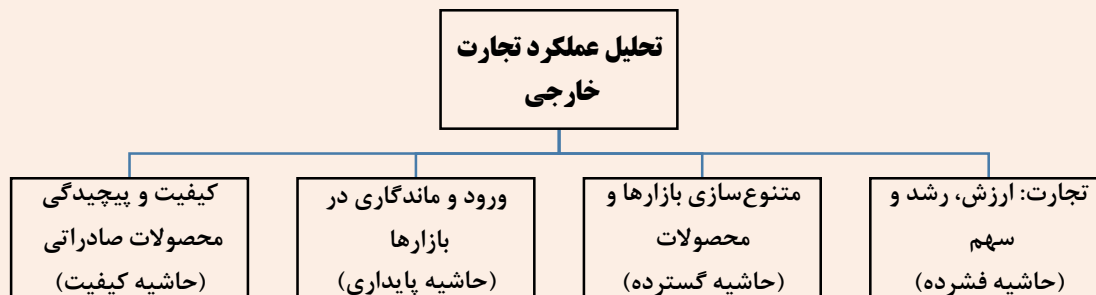 تحلیل عملکرد تجارت
خارجی
تجارت: ارزش، رشد و
سهم
(حاشیه فشرده)
متنوع‌سازی بازارها و
محصولات
(حاشیه گسترده)
ورود و ماندگاری در
بازارها
(حاشیه پایداری)
کیفیت و پیچیدگی
محصولات صادراتی
(حاشیه کیفیت)